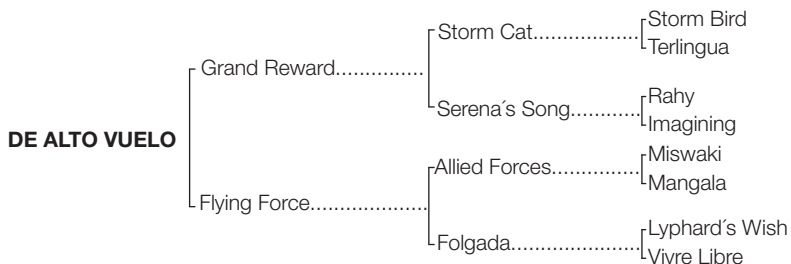 Storm Bird
Storm Cat...................
Terlingua
Grand Reward...............
Rahy
Serena´s Song............
Imagining
DE ALTO VUELO
Miswaki
Allied Forces...............
Mangala
Flying Force....................
Lyphard´s Wish
Folgada......................
Vivre Libre